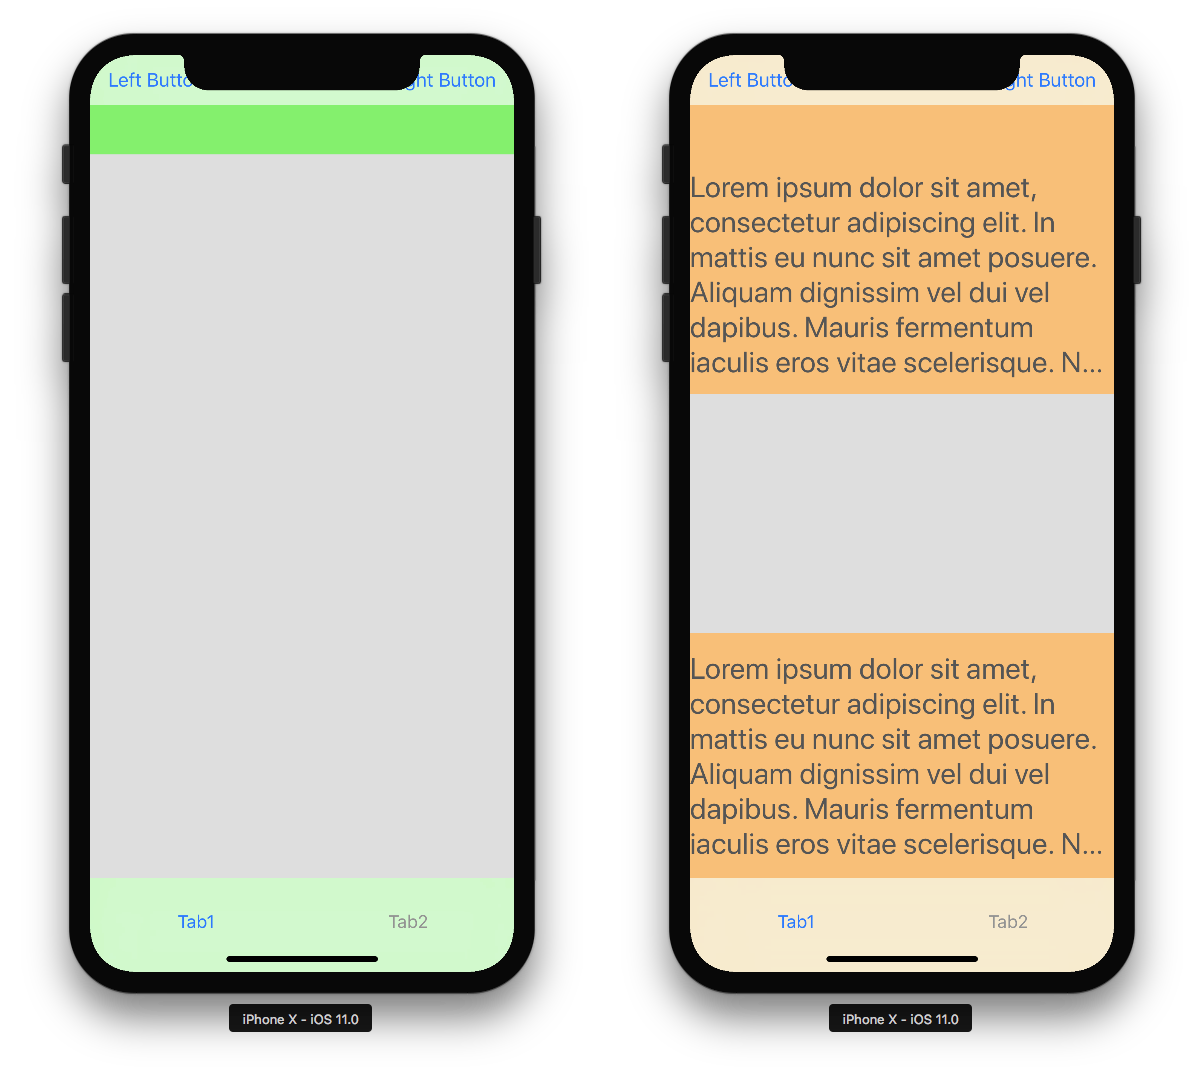 Left Butto
ght Button
Tab1
Tab2
iPhone X - iOS 11.0
Left Butto
ght Button
Lorem ipsum dolor sit amet,
consectetur adipiscing elit. In
mattis eu nunc sit amet posuere.
Aliquam dignissim vel dui vel
dapibus. Mauris fermentum
iaculis eros vitae scelerisque. N...
Lorem ipsum dolor sit amet,
consectetur adipiscing elit. In
mattis eu nunc sit amet posuere.
Aliquam dignissim vel dui vel
dapibus. Mauris fermentum
iaculis eros vitae scelerisque. N...
Tab1
Tab2
iPhone X - iOS 11.0